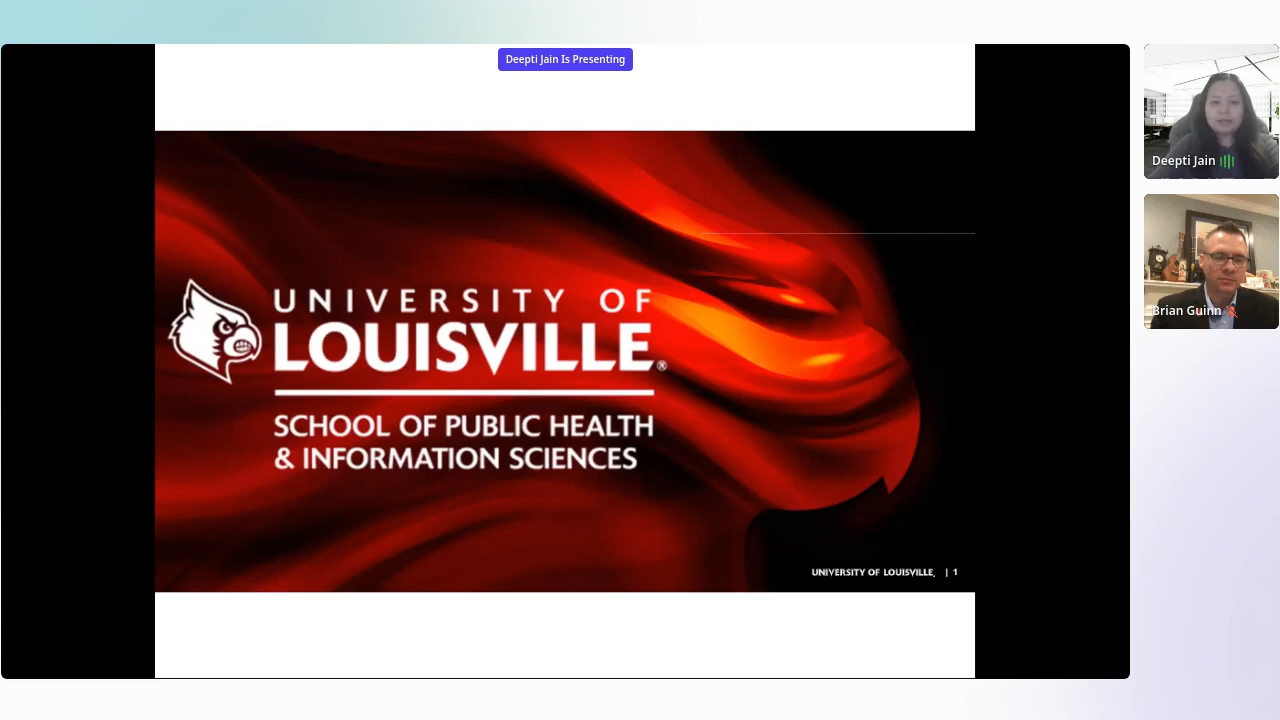 Deepti Jain Is Presenting
UNIVERSITY OF
LOUISVILLE®
SCHOOL OF PUBLIC HEALTH
& INFORMATION SCIENCES
UNIVERSITY OF LOUISVILLE. | 1
Deepti Jain
Brian Guinn